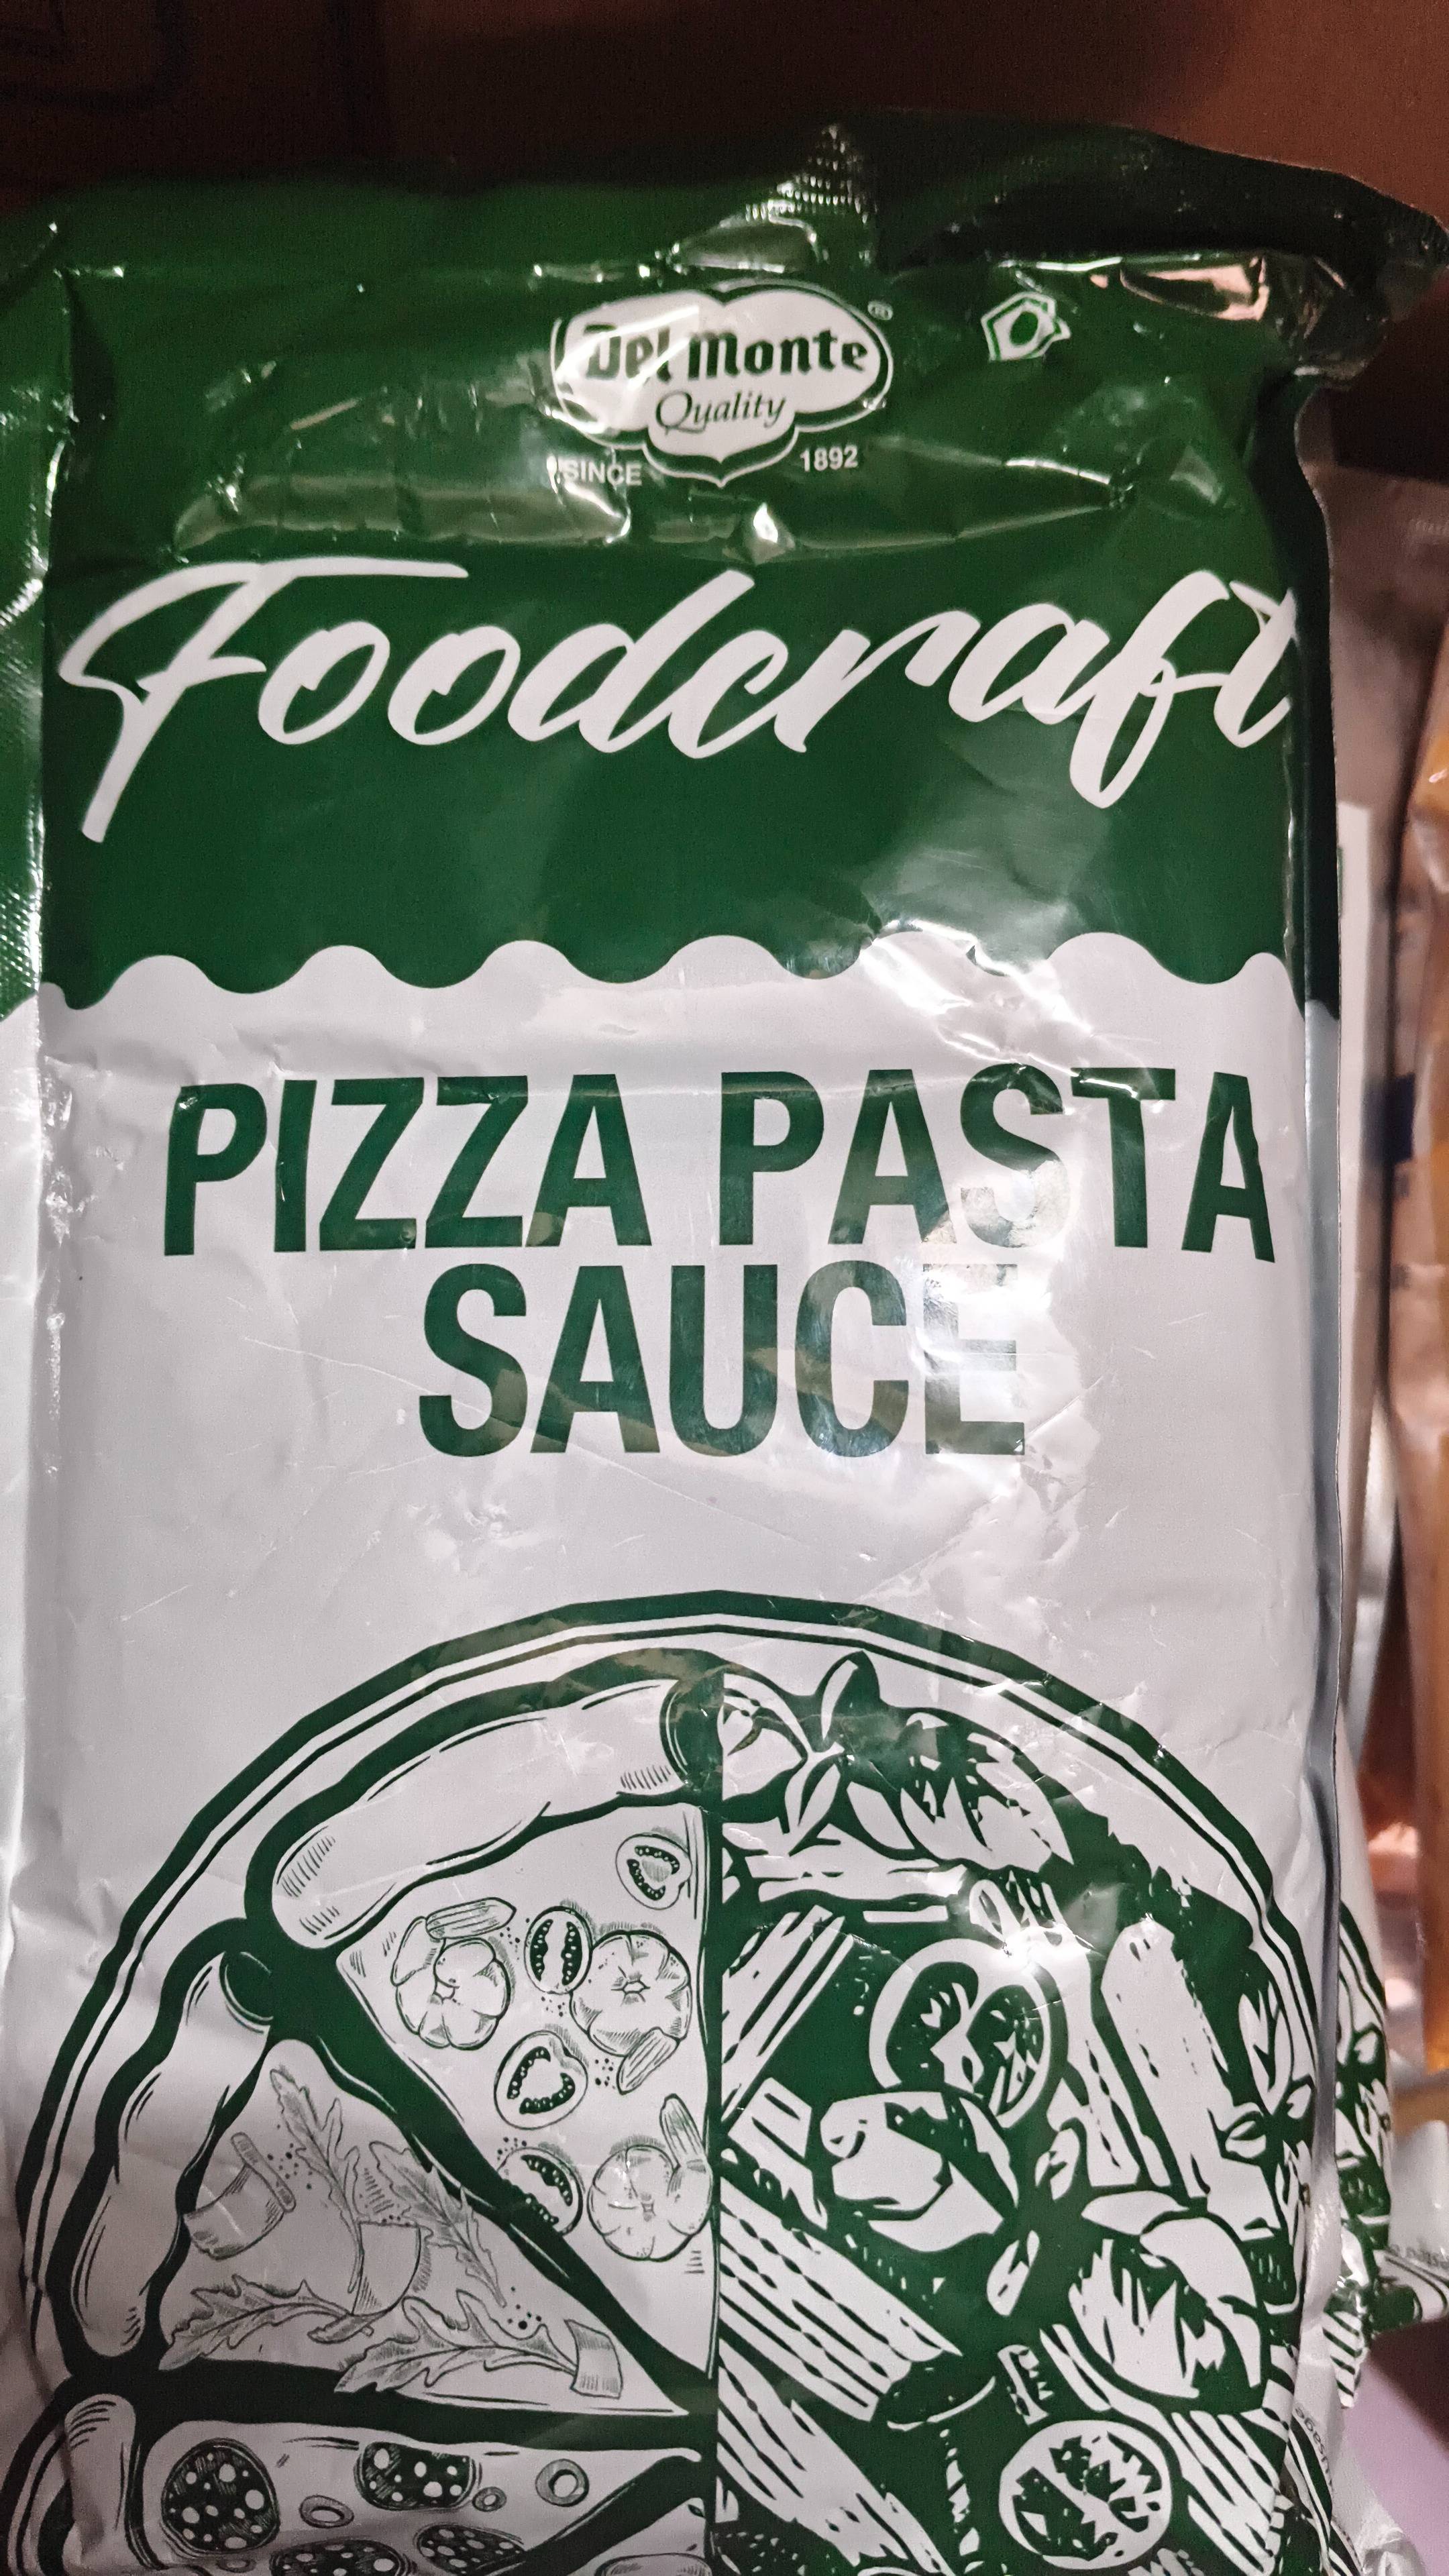 Del Monte
®
Quality
SINCE 1892
Foodcraft
PIZZA PASTA
SAUCE